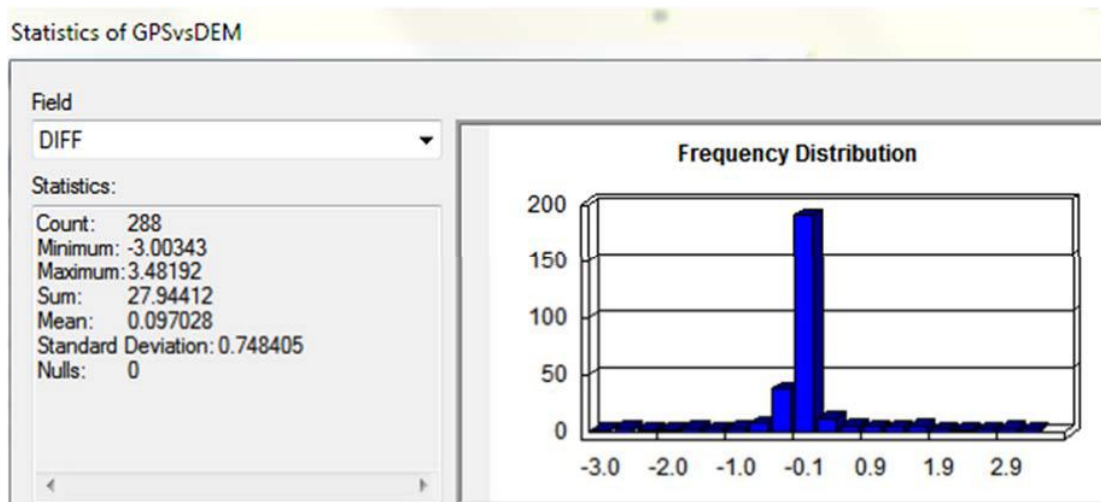 Statistics of GPSvsDEM
Field
DIFF
Statistics:
Count: 288
Minimum: -3.00343
Maximum: 3.48192
Sum: 27.94412
Mean: 0.097028
Standard Deviation: 0.748405
Nulls: 0
Frequency Distribution
200
150
100
50
0
-3.0 -2.0 -1.0 -0.1 0.9 1.9 2.9